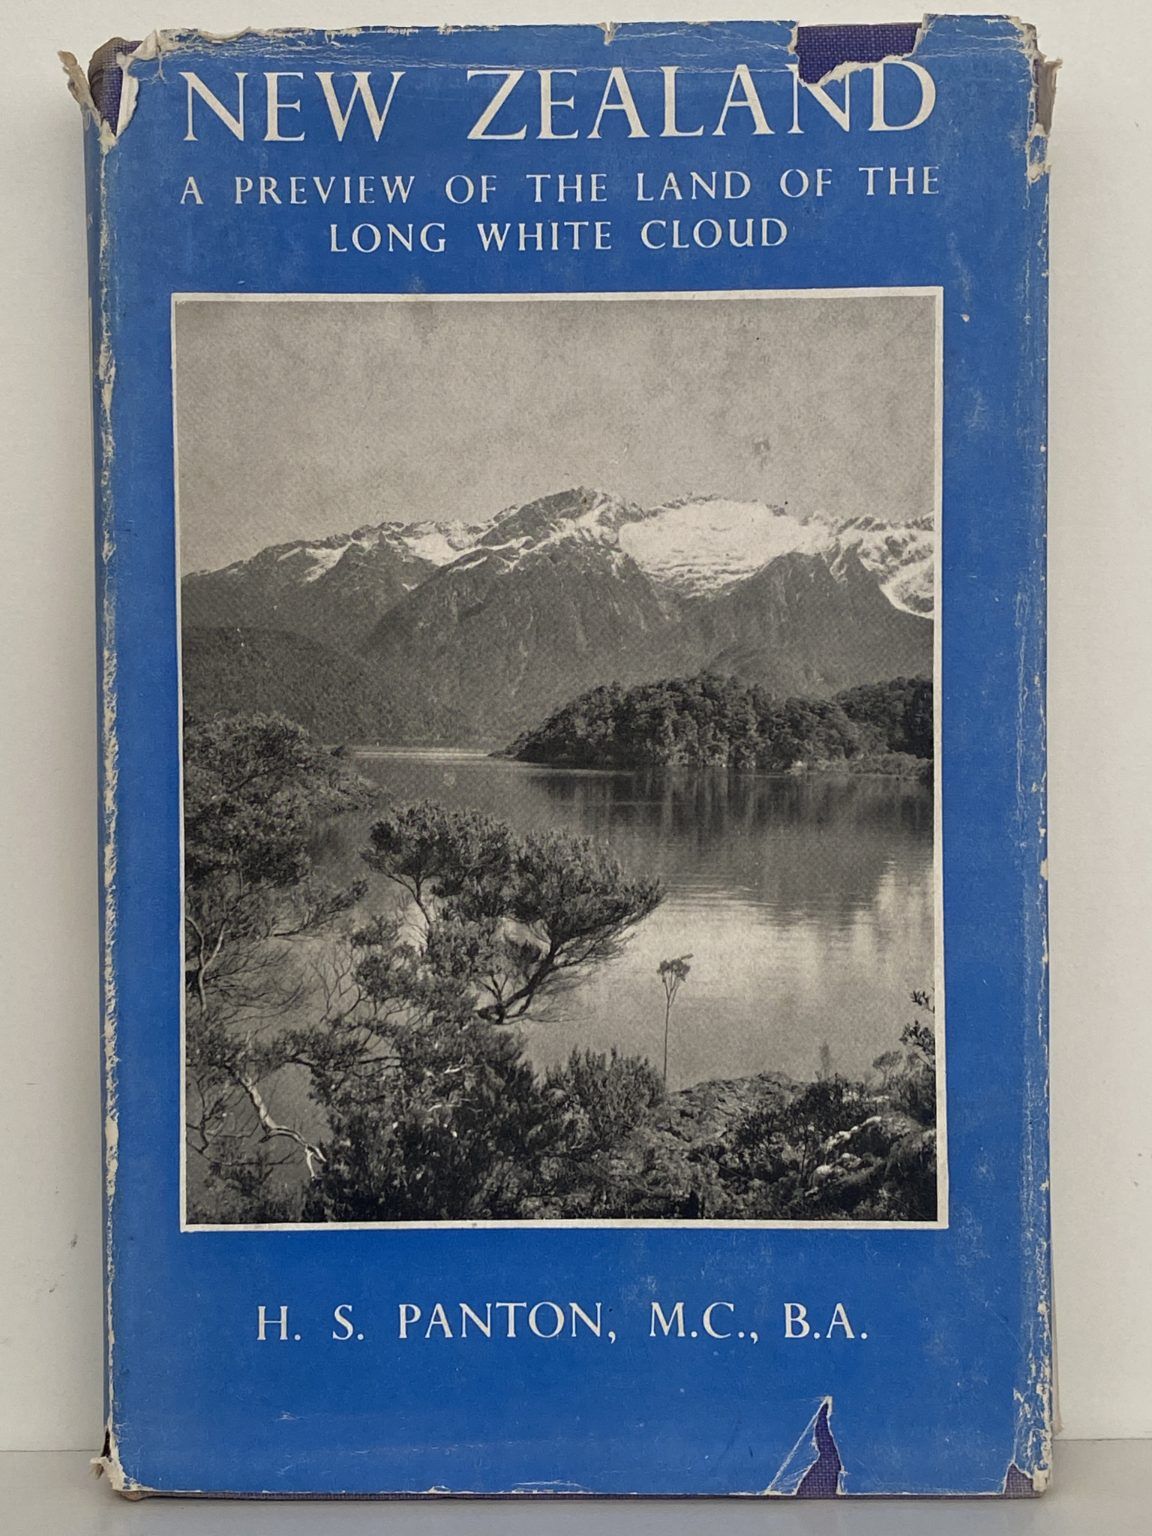 NEW ZEALAND
A PREVIEW OF THE LAND OF THE
LONG WHITE CLOUD
H. S. PANTON, M.C., B.A.